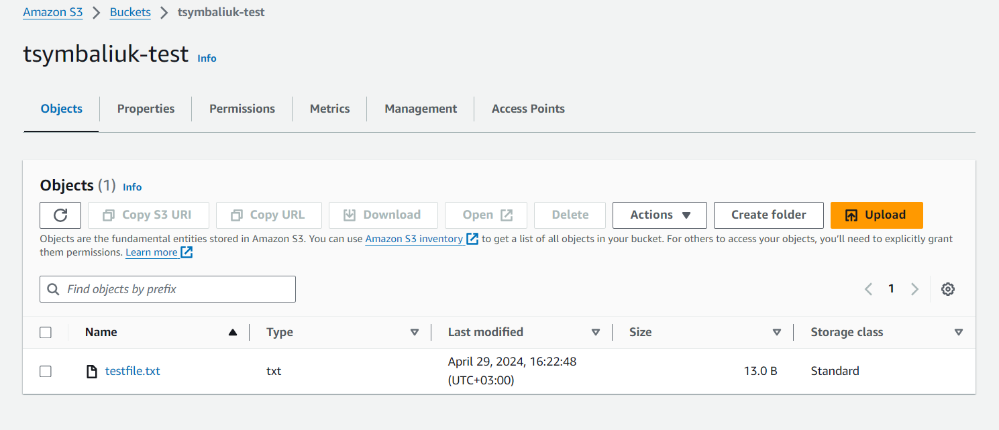 Amazon S3 > Buckets > tsymbaliuk-test
tsymbaliuk-test Info
Objects Properties Permissions Metrics Management Access Points
Objects (1) Info
Copy S3 URI Copy URL Download Open Delete Actions Create folder Upload
Objects are the fundamental entities stored in Amazon S3. You can use Amazon S3 inventory to get a list of all objects in your bucket. For others to access your objects, you’ll need to explicitly grant
them permissions. Learn more
Find objects by prefix
1
Name Type Last modified Size Storage class
testfile.txt txt April 29, 2024, 16:22:48 13.0 B Standard
(UTC+03:00)